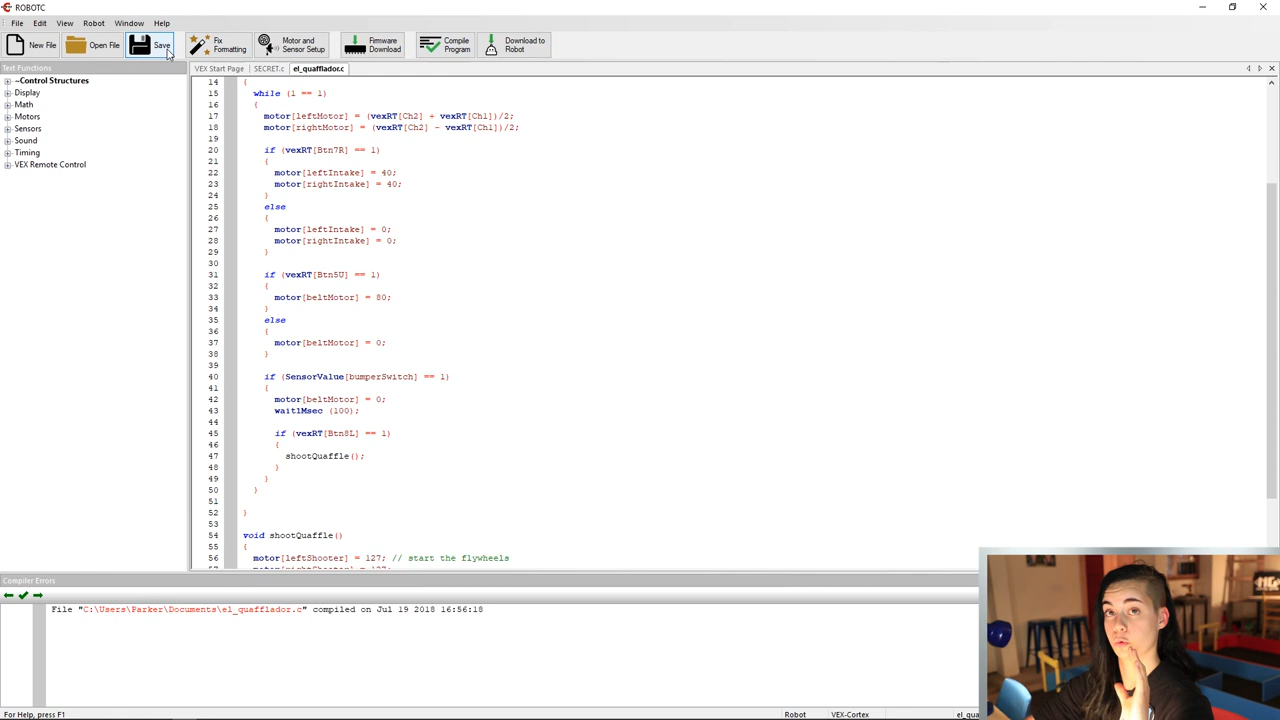 ROBOTC
File Edit View Robot Window Help
New File Open File Save Fix Formatting Motor and Sensor Setup Firmware Download Compile Program Download to Robot
Text Functions
VEX Start Page SECRET.c el_quafflador.c
~Control Structures
Display
Math
Motors
Sensors
Sound
Timing
VEX Remote Control
14 {
15 while (1 == 1)
16 {
17 motor[leftMotor] = (vexRT[Ch2] + vexRT[Ch1])/2;
18 motor[rightMotor] = (vexRT[Ch2] - vexRT[Ch1])/2;
19
20 if (vexRT[Btn7R] == 1)
21 {
22 motor[leftIntake] = 40;
23 motor[rightIntake] = 40;
24 }
25 else
26 {
27 motor[leftIntake] = 0;
28 motor[rightIntake] = 0;
29 }
30
31 if (vexRT[Btn5U] == 1)
32 {
33 motor[beltMotor] = 80;
34 }
35 else
36 {
37 motor[beltMotor] = 0;
38 }
39
40 if (SensorValue[bumperSwitch] == 1)
41 {
42 motor[beltMotor] = 0;
43 wait1Msec (100);
44
45 if (vexRT[Btn8L] == 1)
46 {
47 shootQuaffle();
48 }
49 }
50 }
51
52 }
53
54 void shootQuaffle()
55 {
56 motor[leftShooter] = 127; // start the flywheels
Compiler Errors
File "C:\Users\Parker\Documents\el_quafflador.c" compiled on Jul 19 2018 16:56:18
For Help, press F1 Robot VEX-Cortex el_qua